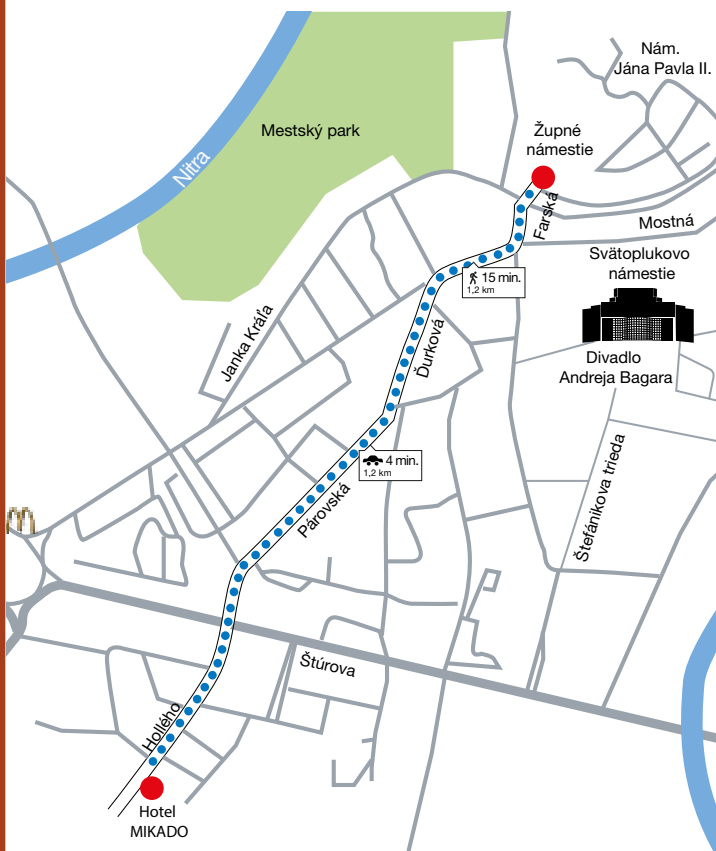 Nám.
Jána Pavla II.
Mestský park
Župné
námestie
Nitra
Farská
Mostná
Svätoplukovo
námestie
15 min.
1,2 km
Janka Kráľa
Ďurková
Divadlo
Andreja Bagara
4 min.
1,2 km
Párovská
Štefánikova trieda
Štúrova
Hollého
Hotel
MIKADO